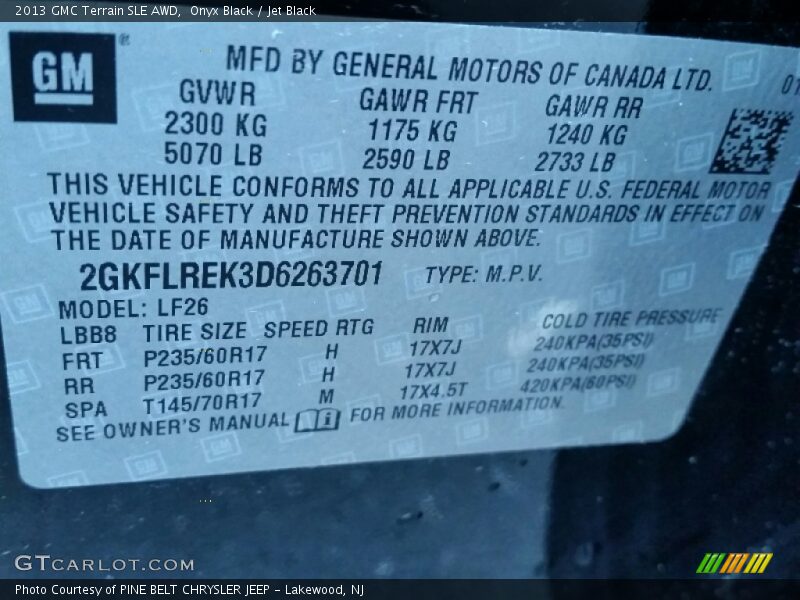 2013 GMC Terrain SLE AWD, Onyx Black / Jet Black
GM ®
MFD BY GENERAL MOTORS OF CANADA LTD. 01
GVWR GAWR FRT GAWR RR
2300 KG 1175 KG 1240 KG
5070 LB 2590 LB 2733 LB
THIS VEHICLE CONFORMS TO ALL APPLICABLE U.S. FEDERAL MOTOR
VEHICLE SAFETY AND THEFT PREVENTION STANDARDS IN EFFECT ON
THE DATE OF MANUFACTURE SHOWN ABOVE.
2GKFLREK3D6263701 TYPE: M.P.V.
MODEL: LF26
LBB8 TIRE SIZE SPEED RTG RIM COLD TIRE PRESSURE
FRT P235/60R17 H 17X7J 240KPA(35PSI)
RR P235/60R17 H 17X7J 240KPA(35PSI)
SPA T145/70R17 M 17X4.5T 420KPA(60PSI)
SEE OWNER'S MANUAL i FOR MORE INFORMATION.
GTCARLOT.COM
Photo Courtesy of PINE BELT CHRYSLER JEEP - Lakewood, NJ